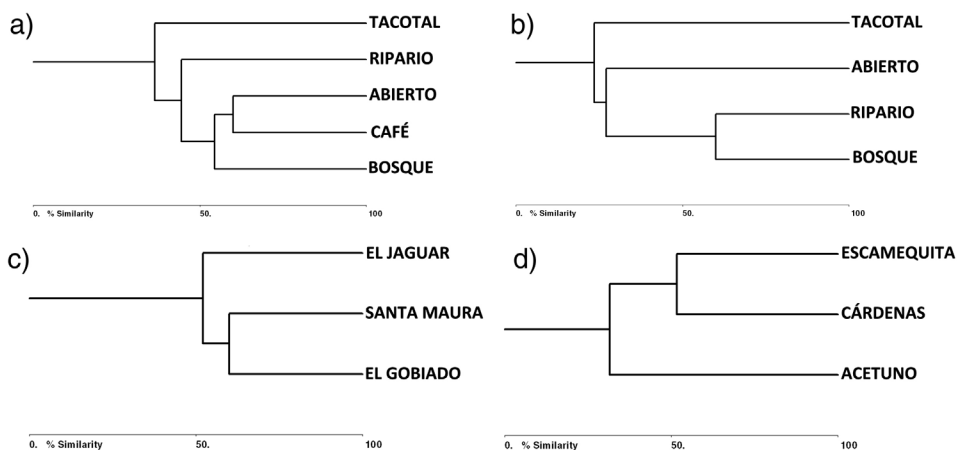 a)
TACOTAL
RIPARIO
ABIERTO
CAFÉ
BOSQUE
0. % Similarity 50. 100
b)
TACOTAL
ABIERTO
RIPARIO
BOSQUE
0. % Similarity 50. 100
c)
EL JAGUAR
SANTA MAURA
EL GOBIADO
0. % Similarity 50. 100
d)
ESCAMEQUITA
CÁRDENAS
ACETUNO
0. % Similarity 50. 100